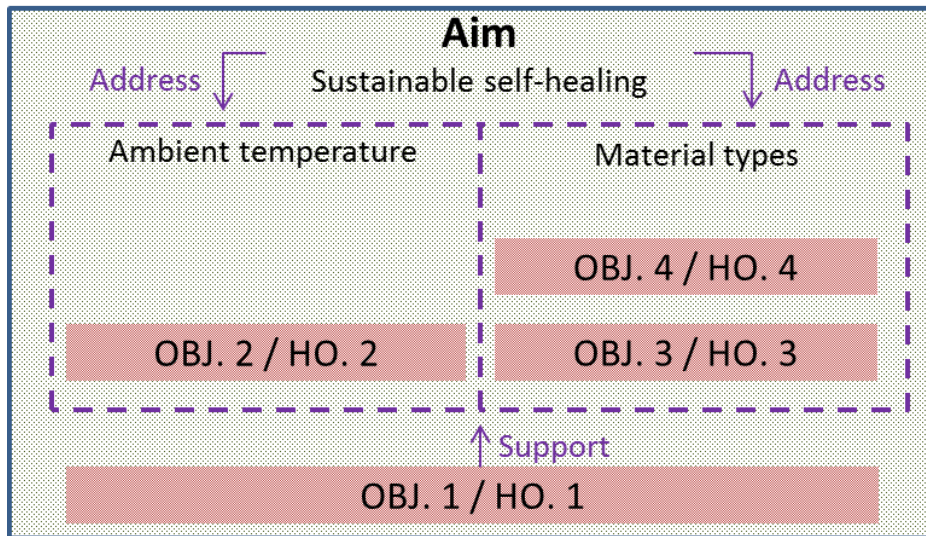 Aim
Address
Sustainable self-healing
Address
Ambient temperature
Material types
OBJ. 4 / HO. 4
OBJ. 2 / HO. 2
OBJ. 3 / HO. 3
Support
OBJ. 1 / HO. 1